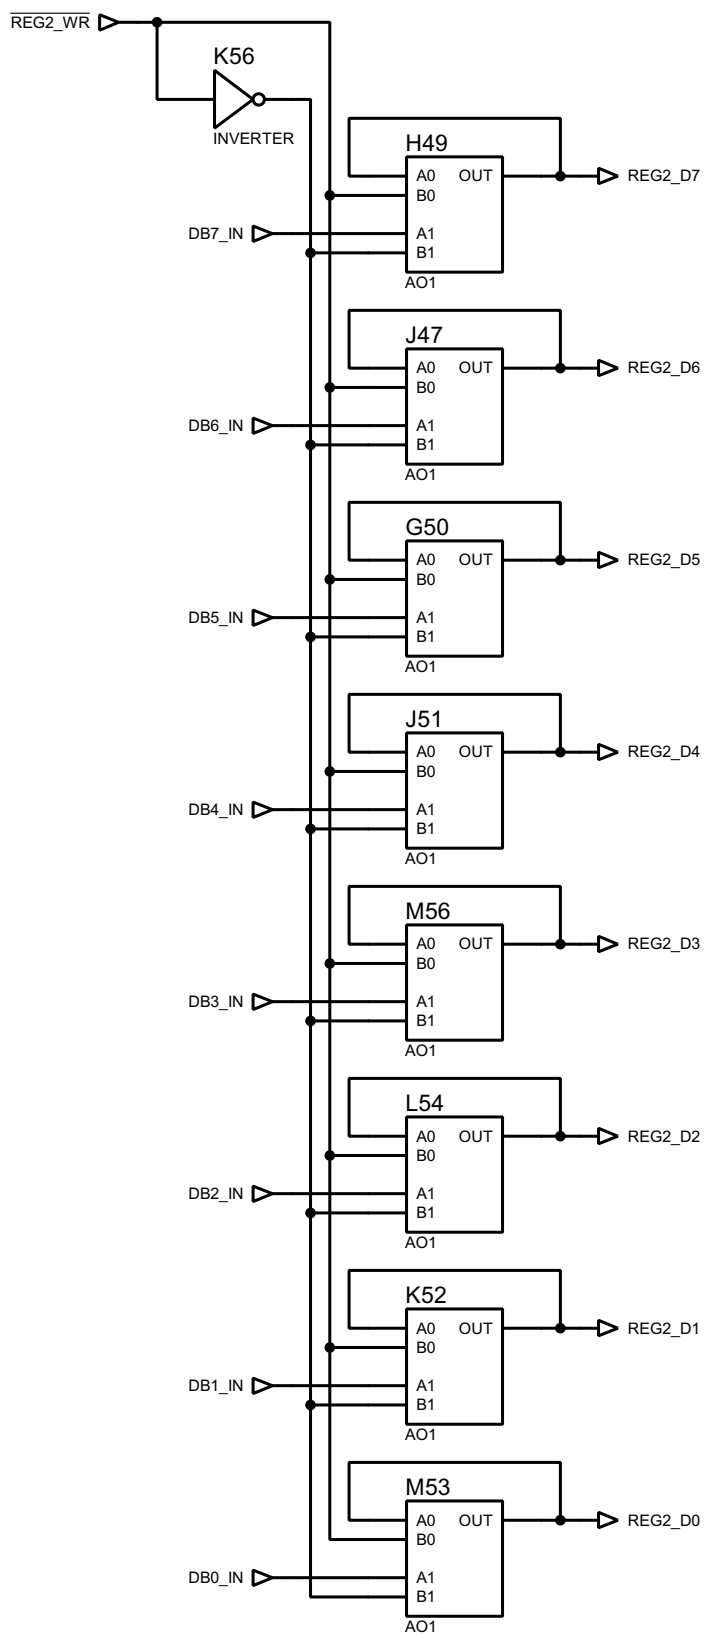 REG2_WR
K56
INVERTER
H49
A0 OUT
REG2_D7
B0
DB7_IN
A1
B1
AO1
J47
A0 OUT
REG2_D6
B0
DB6_IN
A1
B1
AO1
G50
A0 OUT
REG2_D5
B0
DB5_IN
A1
B1
AO1
J51
A0 OUT
REG2_D4
B0
DB4_IN
A1
B1
AO1
M56
A0 OUT
REG2_D3
B0
DB3_IN
A1
B1
AO1
L54
A0 OUT
REG2_D2
B0
DB2_IN
A1
B1
AO1
K52
A0 OUT
REG2_D1
B0
DB1_IN
A1
B1
AO1
M53
A0 OUT
REG2_D0
B0
DB0_IN
A1
B1
AO1